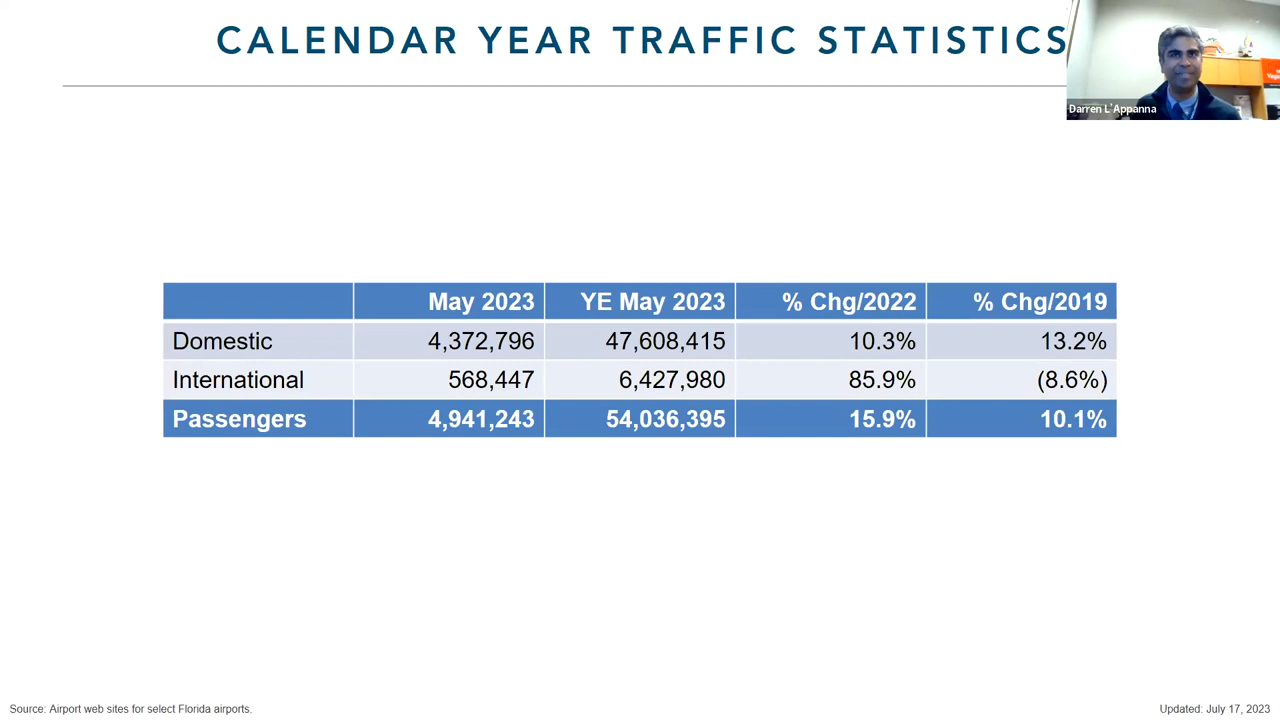 CALENDAR YEAR TRAFFIC STATISTICS
Darren L'Appanna
May 2023 YE May 2023 % Chg/2022 % Chg/2019
Domestic 4,372,796 47,608,415 10.3% 13.2%
International 568,447 6,427,980 85.9% (8.6%)
Passengers 4,941,243 54,036,395 15.9% 10.1%
Source: Airport web sites for select Florida airports.
Updated: July 17, 2023